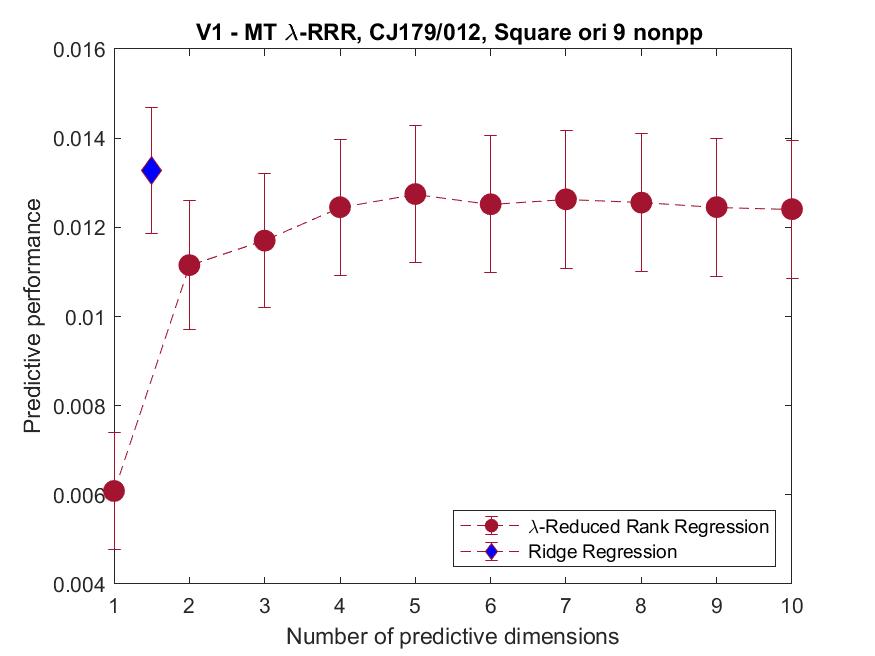 V1 - MT λ-RRR, CJ179/012, Square ori 9 nonpp
0.016
0.014
0.012
0.01
0.008
0.006
0.004
Predictive performance
1 2 3 4 5 6 7 8 9 10
Number of predictive dimensions
λ-Reduced Rank Regression
Ridge Regression